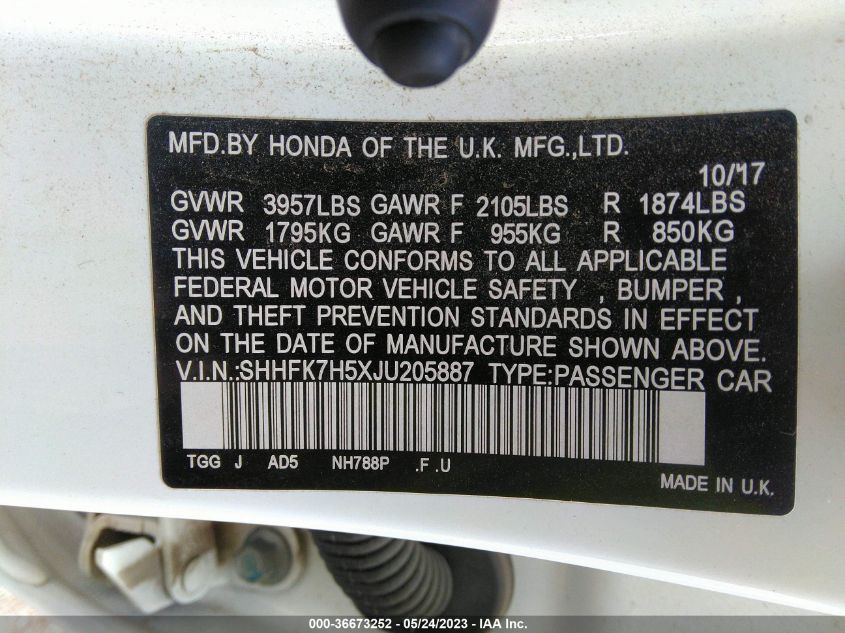 MFD.BY HONDA OF THE U.K. MFG.,LTD.
10/17
GVWR 3957LBS GAWR F 2105LBS R 1874LBS
GVWR 1795KG GAWR F 955KG R 850KG
THIS VEHICLE CONFORMS TO ALL APPLICABLE
FEDERAL MOTOR VEHICLE SAFETY , BUMPER ,
AND THEFT PREVENTION STANDARDS IN EFFECT
ON THE DATE OF MANUFACTURE SHOWN ABOVE.
V.I.N.:SHHFK7H5XJU205887 TYPE:PASSENGER CAR
TGG J AD5 NH788P .F .U
MADE IN U.K.
000-36673252 - 05/24/2023 - IAA Inc.